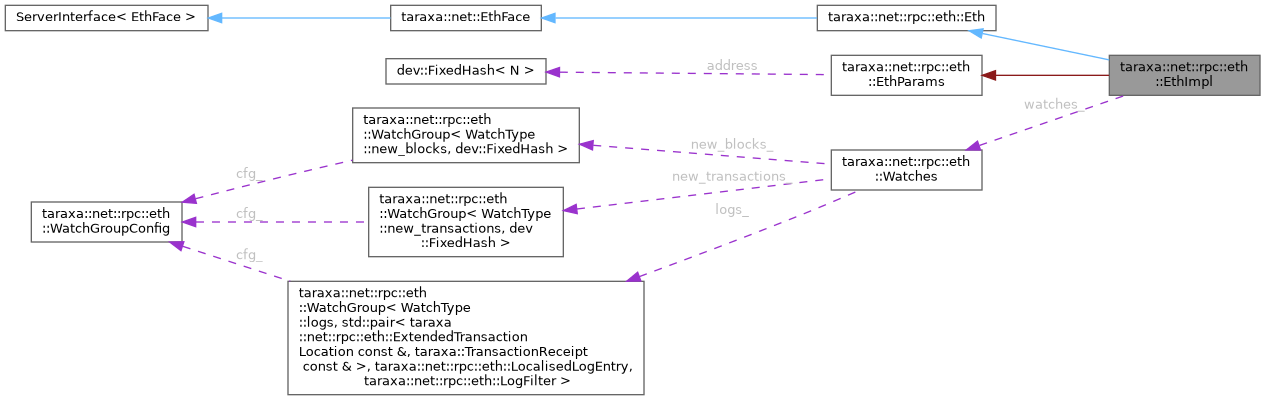 ServerInterface< EthFace >
taraxa::net::EthFace
taraxa::net::rpc::eth::Eth
dev::FixedHash< N >
address
taraxa::net::rpc::eth
::EthParams
taraxa::net::rpc::eth
::EthImpl
watches_
taraxa::net::rpc::eth
::WatchGroup< WatchType
::new_blocks, dev::FixedHash >
new_blocks_
taraxa::net::rpc::eth
::Watches
new_transactions_
logs_
cfg_
cfg_
cfg_
taraxa::net::rpc::eth
::WatchGroupConfig
taraxa::net::rpc::eth
::WatchGroup< WatchType
::new_transactions, dev
::FixedHash >
taraxa::net::rpc::eth
::WatchGroup< WatchType
::logs, std::pair< taraxa
::net::rpc::eth::ExtendedTransaction
Location const &, taraxa::TransactionReceipt
const & >, taraxa::net::rpc::eth::LocalisedLogEntry,
taraxa::net::rpc::eth::LogFilter >